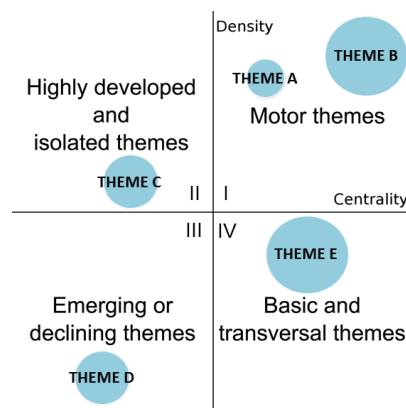 Density
THEME B
THEME A
Highly developed
and
isolated themes
Motor themes
THEME C
II
I
Centrality
III
IV
THEME E
Emerging or
declining themes
Basic and
transversal themes
THEME D